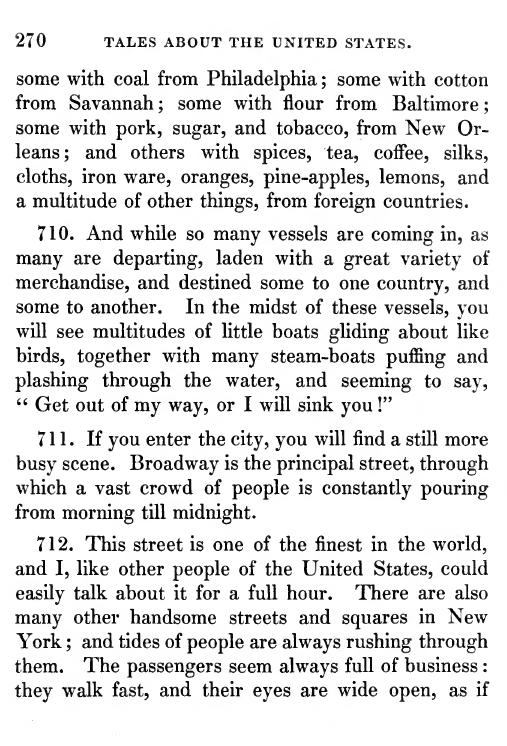 270 TALES ABOUT THE UNITED STATES.
some with coal from Philadelphia; some with cotton
from Savannah; some with flour from Baltimore;
some with pork, sugar, and tobacco, from New Or-
leans; and others with spices, tea, coffee, silks,
cloths, iron ware, oranges, pine-apples, lemons, and
a multitude of other things, from foreign countries.
710. And while so many vessels are coming in, as
many are departing, laden with a great variety of
merchandise, and destined some to one country, and
some to another. In the midst of these vessels, you
will see multitudes of little boats gliding about like
birds, together with many steam-boats puffing and
plashing through the water, and seeming to say,
“ Get out of my way, or I will sink you!”
711. If you enter the city, you will find a still more
busy scene. Broadway is the principal street, through
which a vast crowd of people is constantly pouring
from morning till midnight.
712. This street is one of the finest in the world,
and I, like other people of the United States, could
easily talk about it for a full hour. There are also
many other handsome streets and squares in New
York; and tides of people are always rushing through
them. The passengers seem always full of business:
they walk fast, and their eyes are wide open, as if